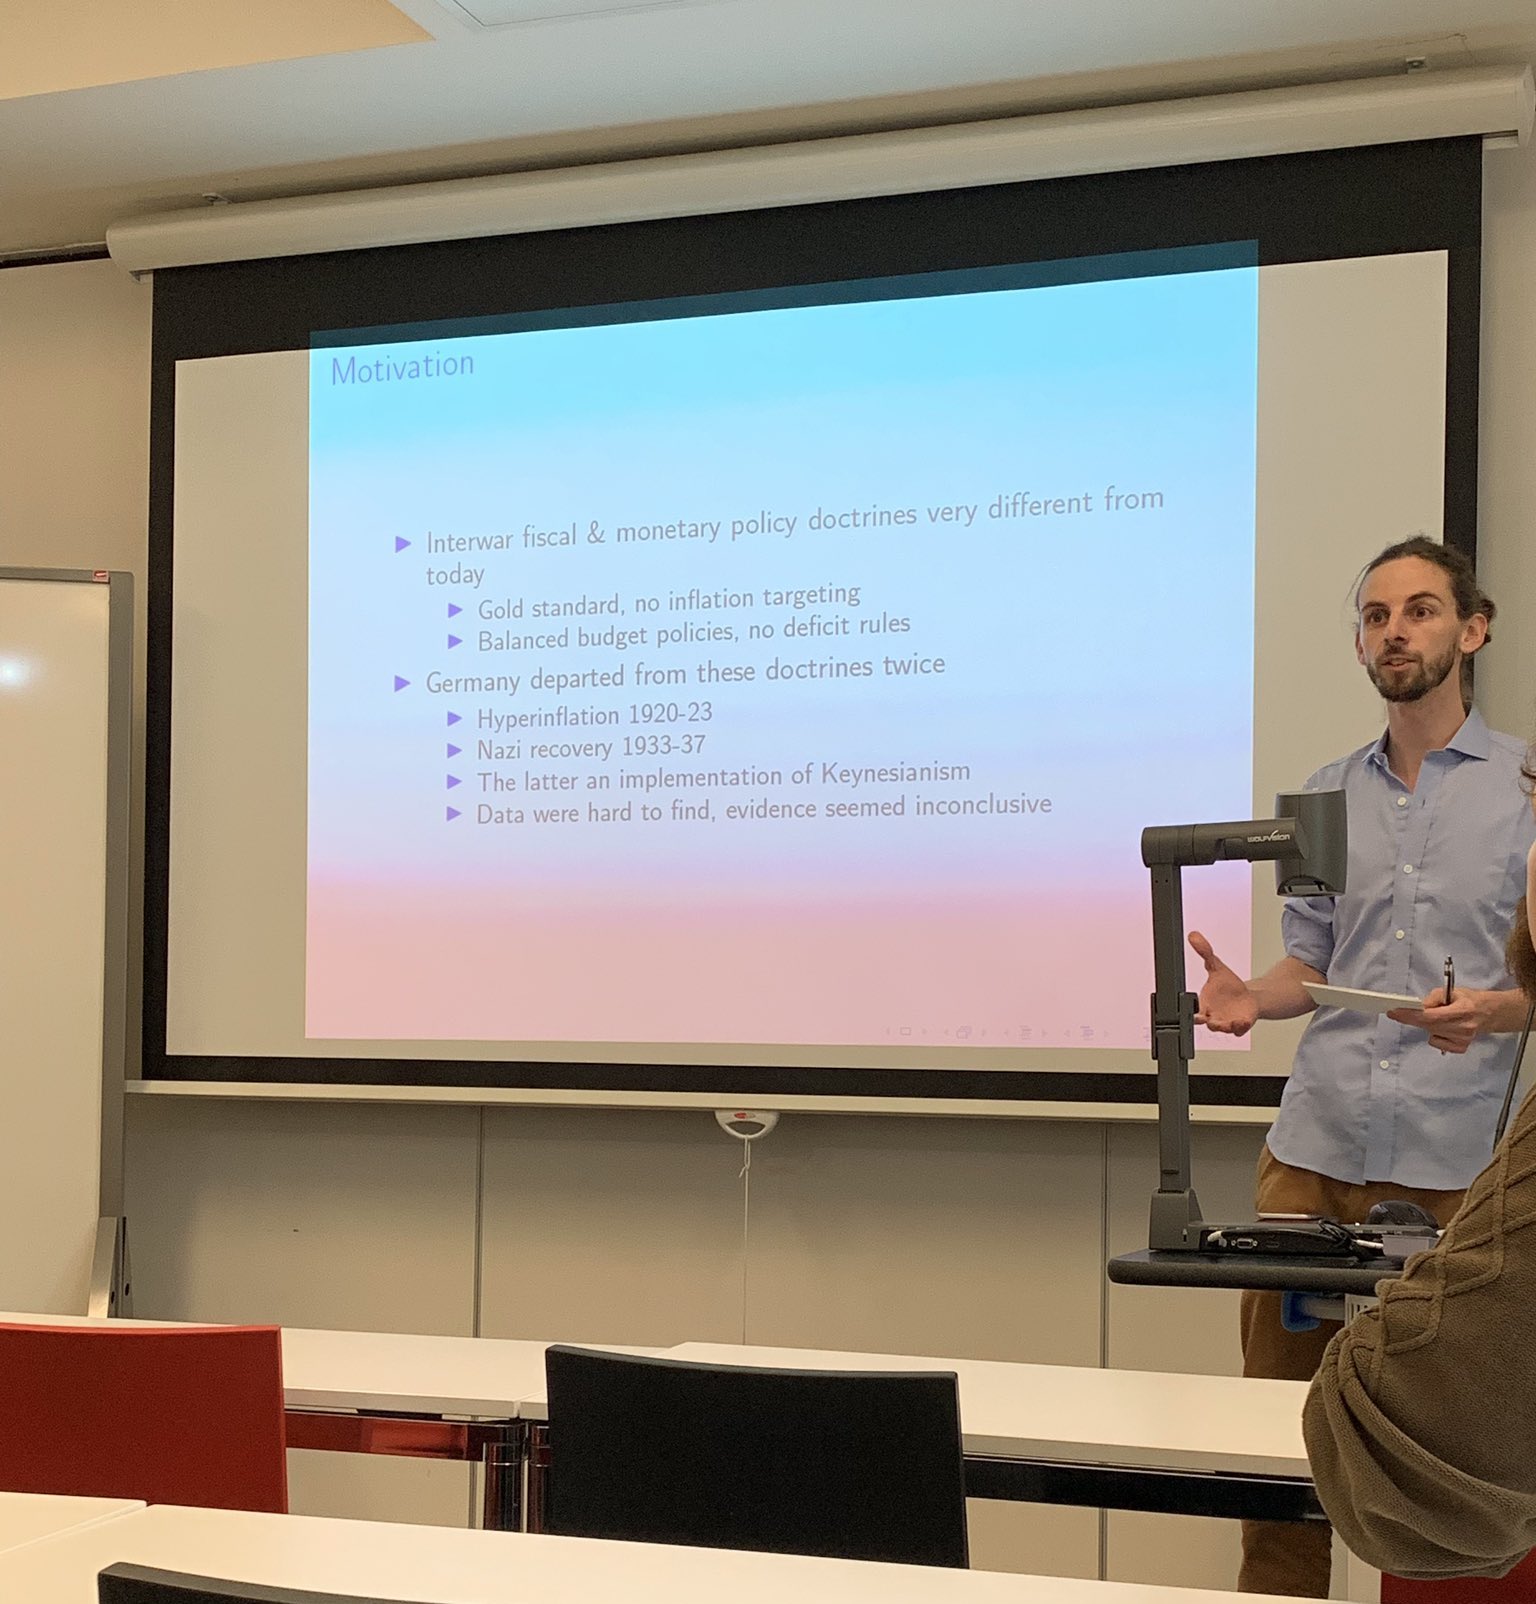 Motivation
▶ Interwar fiscal & monetary policy doctrines very different from
today
▶ Gold standard, no inflation targeting
▶ Balanced budget policies, no deficit rules
▶ Germany departed from these doctrines twice
▶ Hyperinflation 1920-23
▶ Nazi recovery 1933-37
▶ The latter an implementation of Keynesianism
▶ Data were hard to find, evidence seemed inconclusive
WOLFVISION